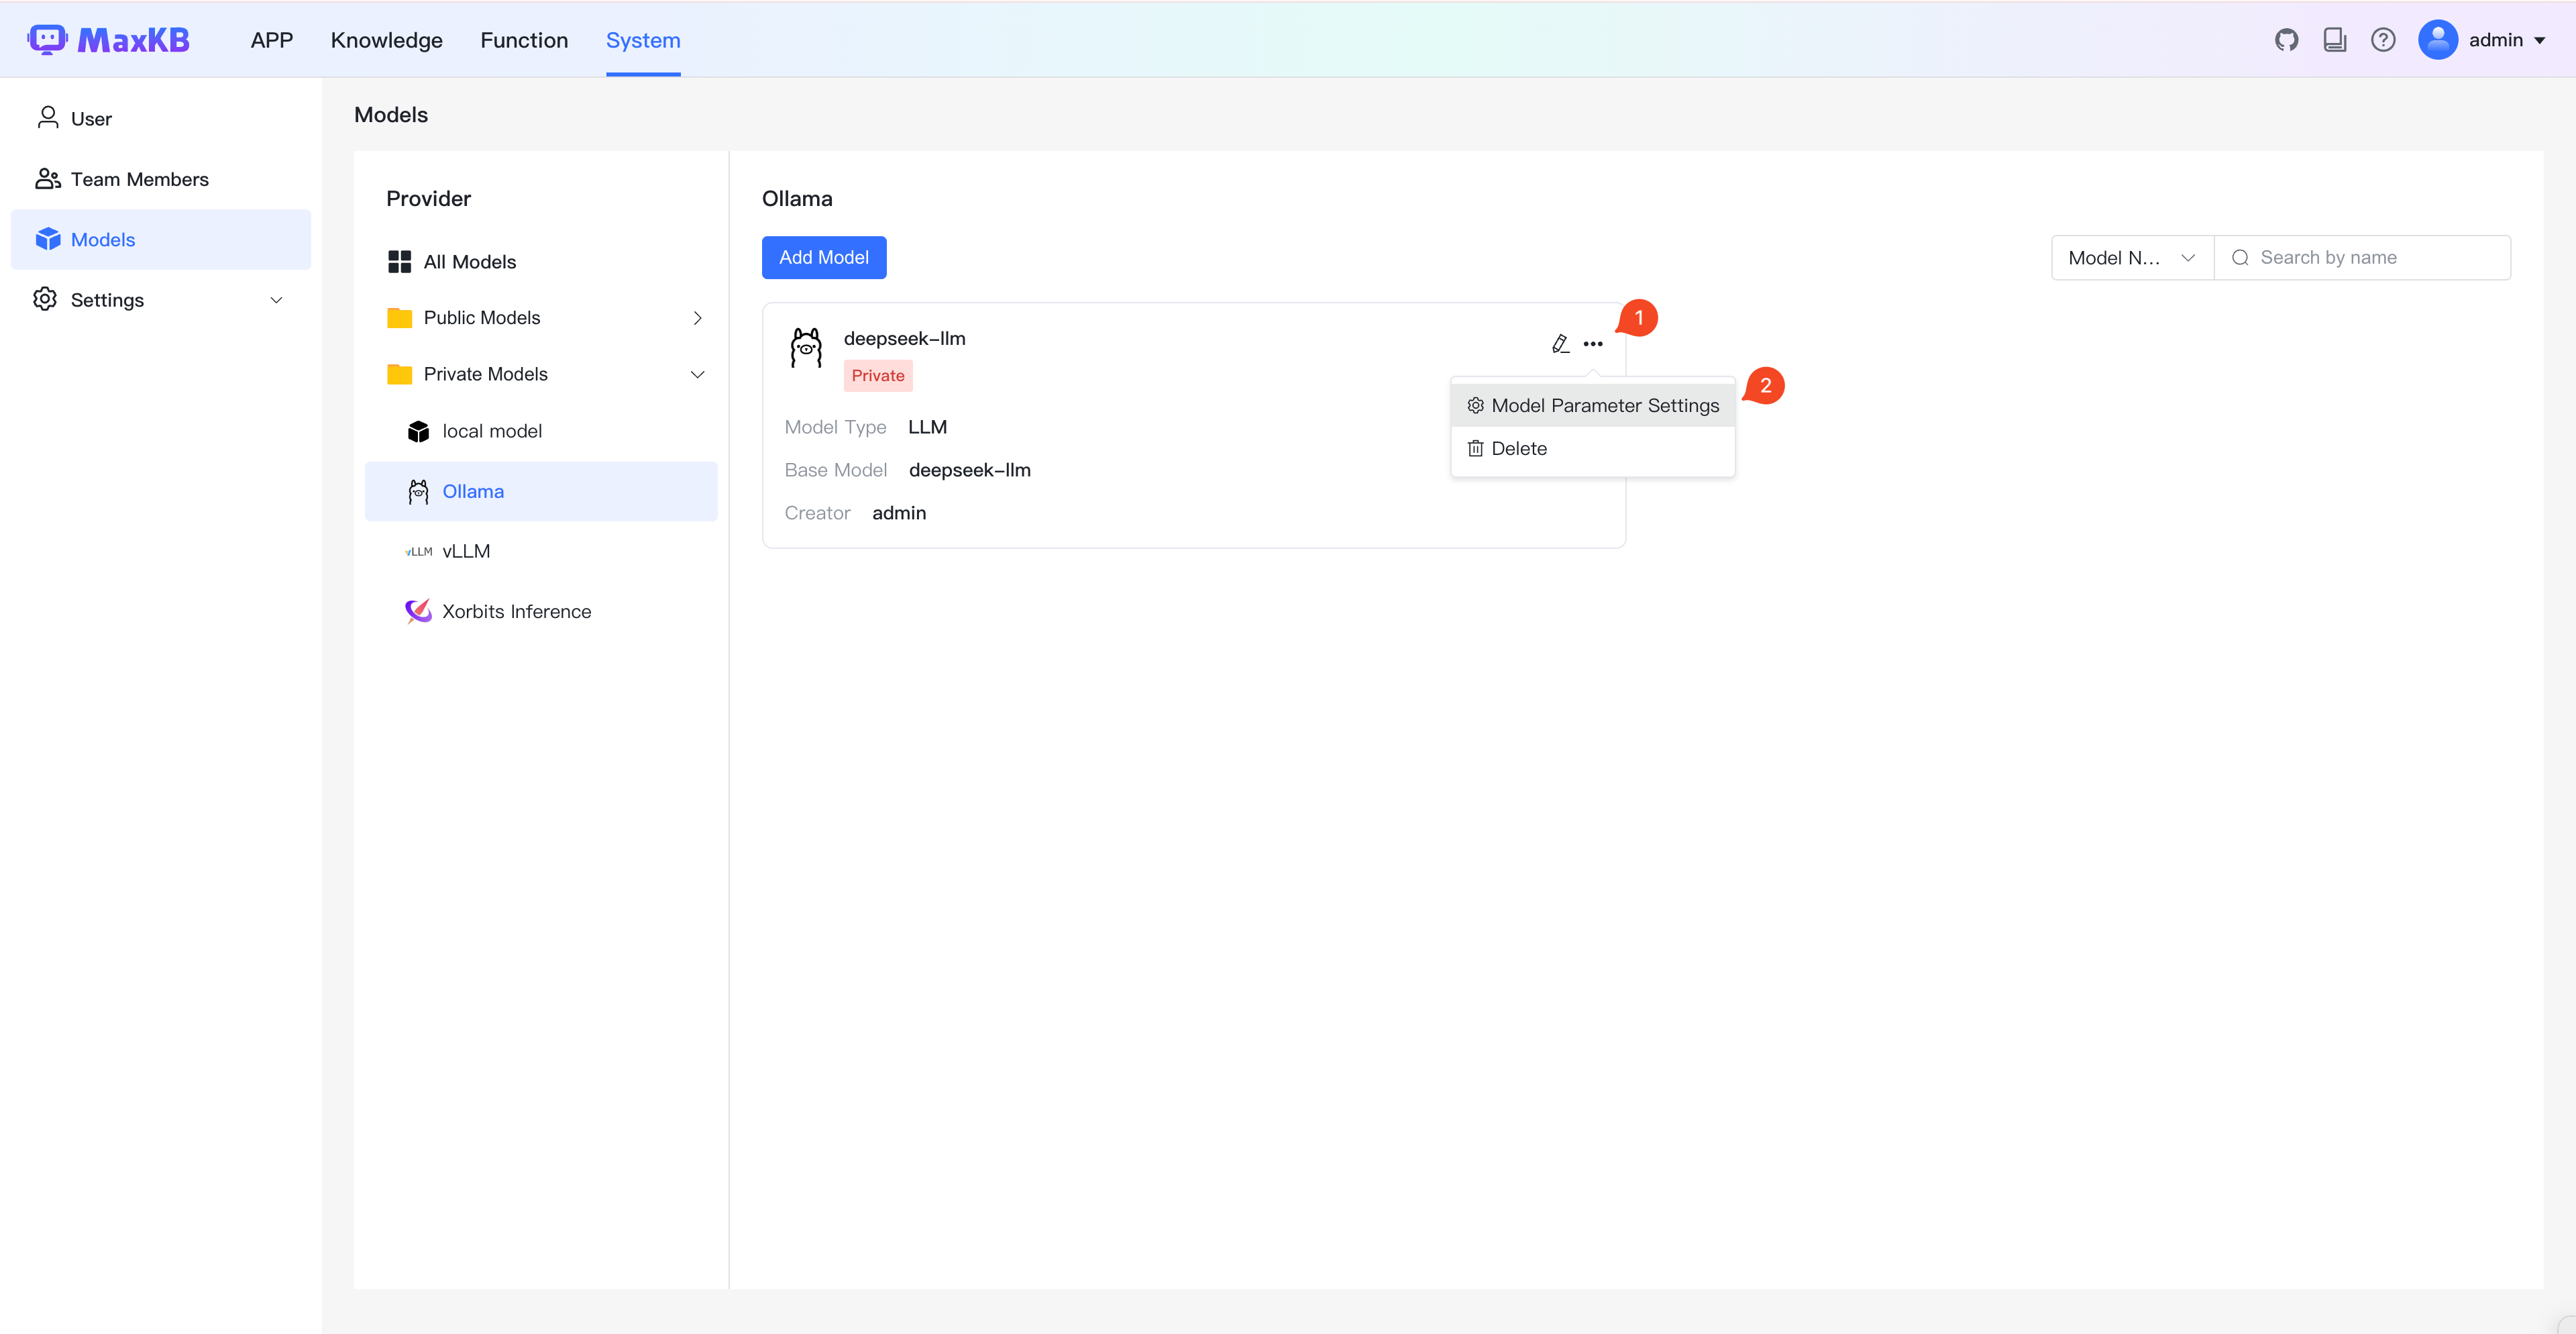 MaxKB APP Knowledge Function System admin
User
Team Members
Models
Settings
Models
Provider
All Models
Public Models
Private Models
local model
Ollama
vLLM vLLM
Xorbits Inference
Ollama
Add Model
Model N... Search by name
deepseek-llm
Private
Model Type LLM
Base Model deepseek-llm
Creator admin
1
Model Parameter Settings
2
Delete